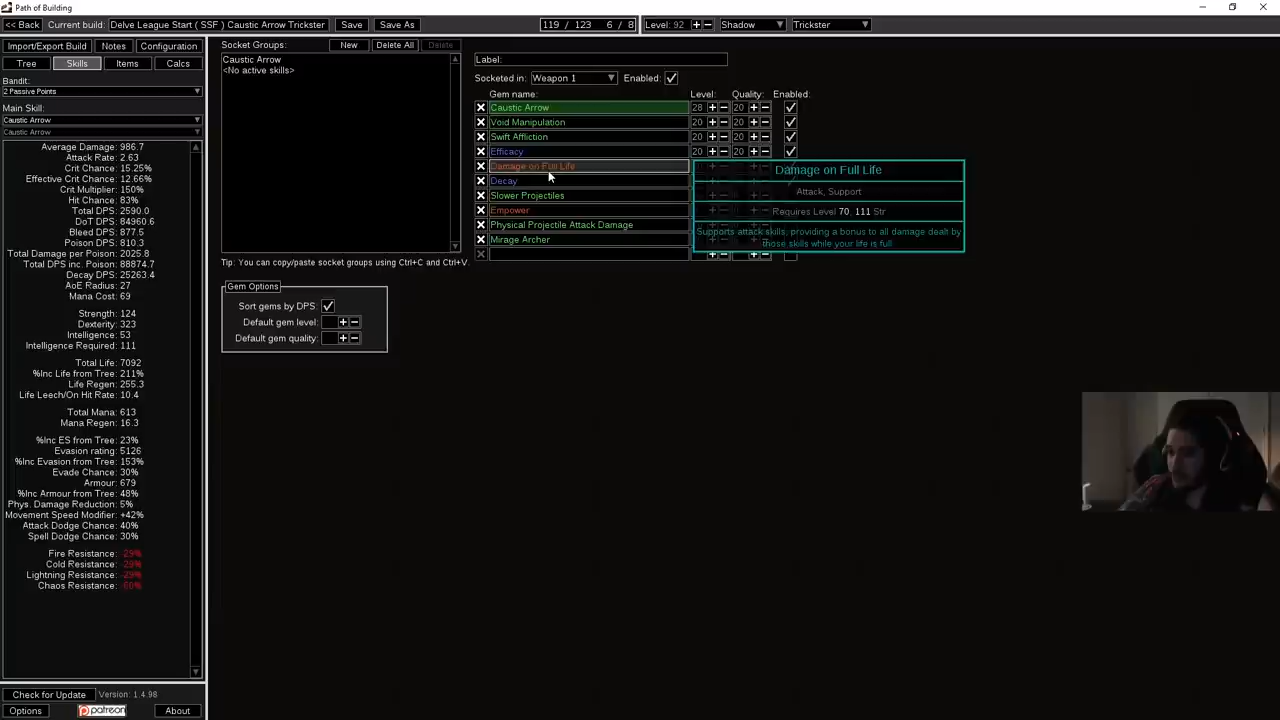 Path of Building
<< Back Current build: Delve League Start ( SSF ) Caustic Arrow Trickster Save Save As 119 / 123 6 / 8 Level: 92 Shadow Trickster
Import/Export Build Notes Configuration
Tree Skills Items Calcs
Bandit:
2 Passive Points
Main Skill:
Caustic Arrow
Caustic Arrow
Average Damage: 986.7
Attack Rate: 2.63
Crit Chance: 15.25%
Effective Crit Chance: 12.66%
Crit Multiplier: 150%
Hit Chance: 83%
Total DPS: 2590.0
DoT DPS: 84960.6
Bleed DPS: 877.5
Poison DPS: 810.3
Total Damage per Poison: 2025.8
Total DPS inc. Poison: 88874.7
Decay DPS: 25263.4
AoE Radius: 27
Mana Cost: 69
Strength: 124
Dexterity: 323
Intelligence: 53
Intelligence Required: 111
Total Life: 7092
%Inc Life from Tree: 211%
Life Regen: 255.3
Life Leech/On Hit Rate: 10.4
Total Mana: 613
Mana Regen: 16.3
%Inc ES from Tree: 23%
Evasion rating: 5126
%Inc Evasion from Tree: 153%
Evade Chance: 30%
Armour: 679
%Inc Armour from Tree: 48%
Phys. Damage Reduction: 5%
Movement Speed Modifier: +42%
Attack Dodge Chance: 40%
Spell Dodge Chance: 30%
Fire Resistance:
Cold Resistance:
Lightning Resistance:
Chaos Resistance:
Check for Update Version: 1.4.98
Options patreon About
Socket Groups: New Delete All Delete
Caustic Arrow
<No active skills>
Tip: You can copy/paste socket groups using Ctrl+C and Ctrl+V.
Gem Options
Sort gems by DPS:
Default gem level:
Default gem quality:
Label:
Socketed in: Weapon 1 Enabled:
Gem name: Level: Quality: Enabled:
Caustic Arrow 28 20
Void Manipulation 20 20
Swift Affliction 20 20
Efficacy 20 20
Damage on Full Life
Decay
Slower Projectiles
Empower
Physical Projectile Attack Damage
Mirage Archer
Damage on Full Life
Attack, Support
Requires Level 70, 111 Str
Supports attack skills, providing a bonus to all damage dealt by
those skills while your life is full